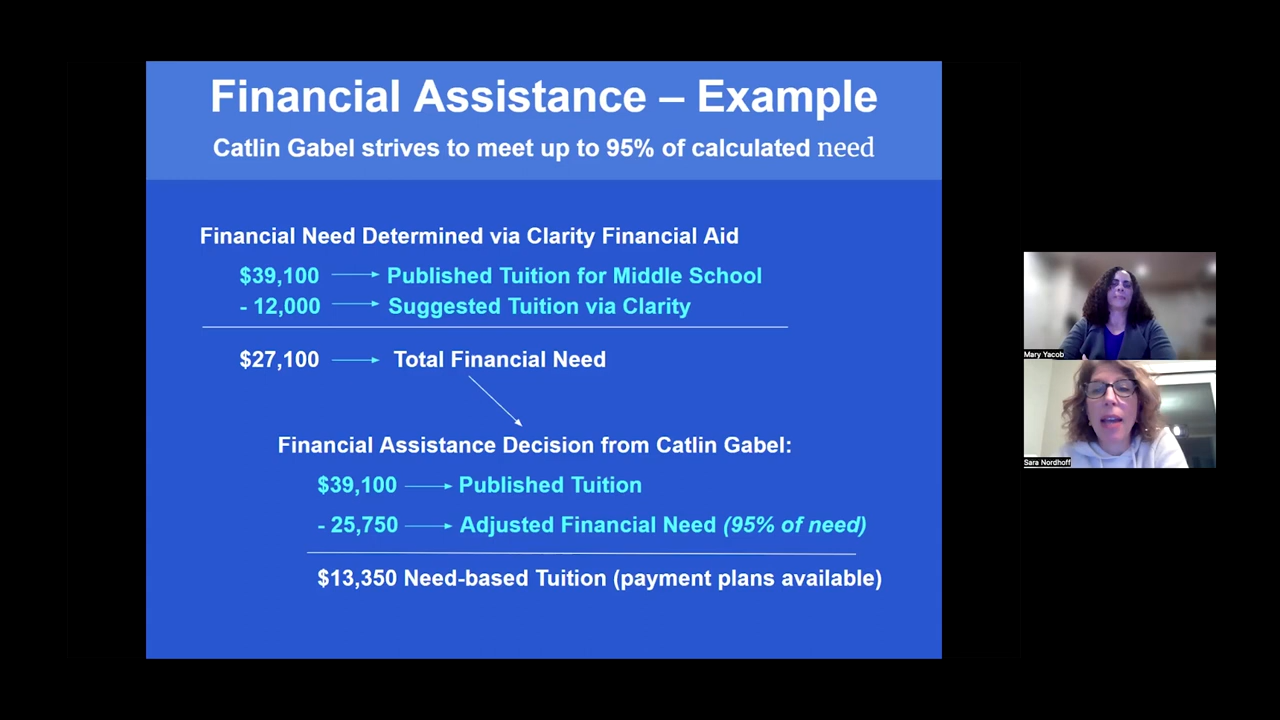 Financial Assistance – Example
Catlin Gabel strives to meet up to 95% of calculated need
Financial Need Determined via Clarity Financial Aid
$39,100 Published Tuition for Middle School
- 12,000 Suggested Tuition via Clarity
$27,100 Total Financial Need
Financial Assistance Decision from Catlin Gabel:
$39,100 Published Tuition
- 25,750 Adjusted Financial Need (95% of need)
$13,350 Need-based Tuition (payment plans available)
Mary Yacob
Sara Nordhoff